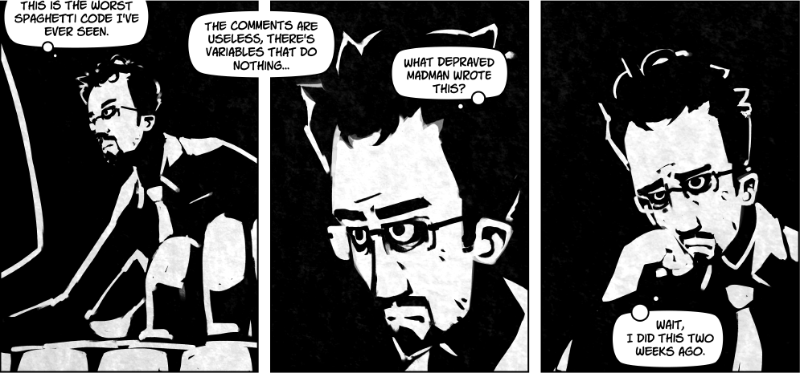 THIS IS THE WORST
SPAGHETTI CODE I'VE
EVER SEEN.
THE COMMENTS ARE
USELESS, THERE'S
VARIABLES THAT DO
NOTHING...
WHAT DEPRAVED
MADMAN WROTE
THIS?
WAIT,
I DID THIS TWO
WEEKS AGO.